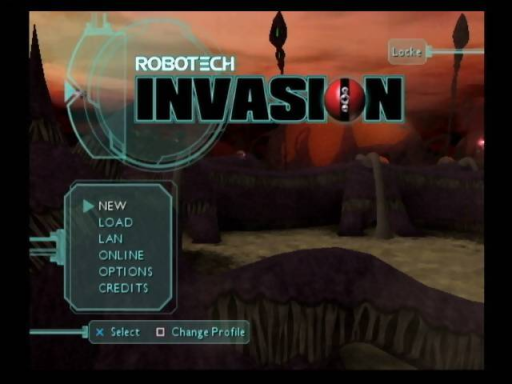 Locke
ROBOTECH
INVASION
NEW
LOAD
LAN
ONLINE
OPTIONS
CREDITS
Select Change Profile